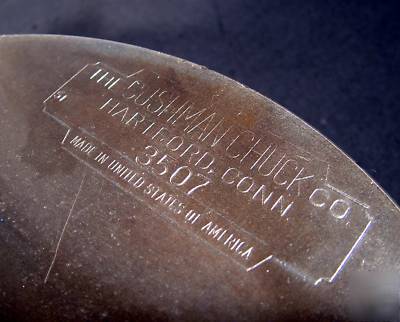 THE CUSHMAN CHUCK CO.
HARTFORD, CONN.
3507
MADE IN UNITED STATES OF AMERICA